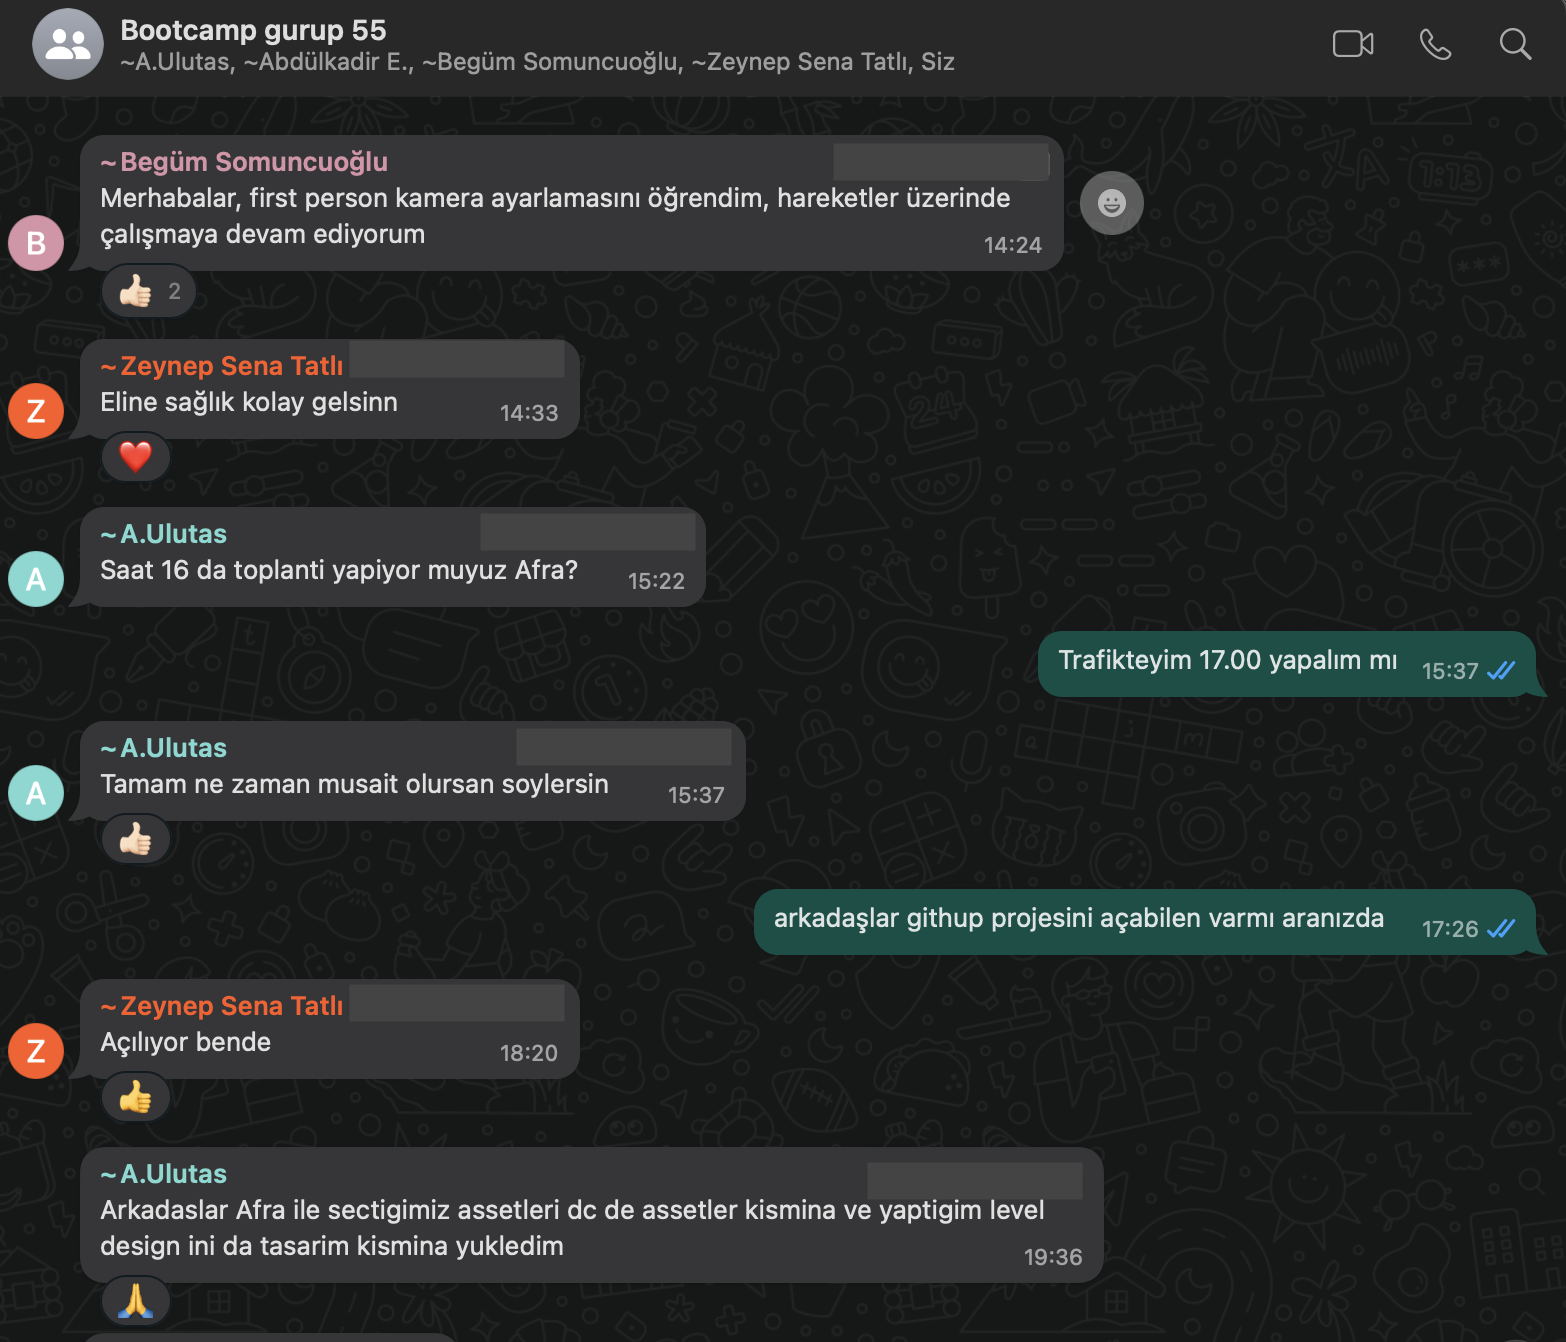 Bootcamp gurup 55
~A.Ulutas, ~Abdülkadir E., ~Begüm Somuncuoğlu, ~Zeynep Sena Tatlı, Siz
~Begüm Somuncuoğlu
Merhabalar, first person kamera ayarlamasını öğrendim, hareketler üzerinde
çalışmaya devam ediyorum
14:24
B
2
~Zeynep Sena Tatlı
Eline sağlık kolay gelsinn
14:33
Z
~A.Ulutas
Saat 16 da toplanti yapiyor muyuz Afra?
15:22
A
Trafikteyim 17.00 yapalım mı
15:37
~A.Ulutas
Tamam ne zaman musait olursan soylersin
15:37
A
arkadaşlar githup projesini açabilen varmı aranızda
17:26
~Zeynep Sena Tatlı
Açılıyor bende
18:20
Z
~A.Ulutas
Arkadaslar Afra ile sectigimiz assetleri dc de assetler kismina ve yaptigim level
design ini da tasarim kismina yukledim
19:36